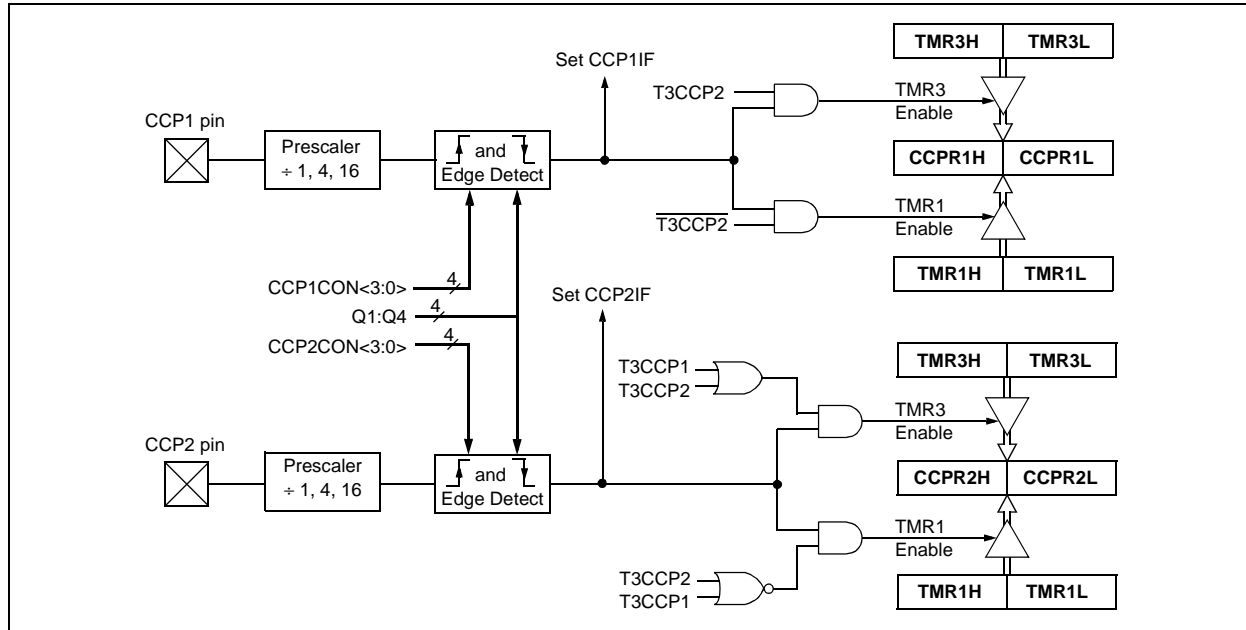 TMR3H TMR3L
Set CCP1IF
T3CCP2
TMR3
Enable
CCP1 pin
Prescaler
÷ 1, 4, 16
and
Edge Detect
CCPR1H CCPR1L
T3CCP2
TMR1
Enable
TMR1H TMR1L
CCP1CON<3:0> 4
Q1:Q4 4
CCP2CON<3:0> 4
Set CCP2IF
TMR3H TMR3L
T3CCP1
T3CCP2
TMR3
Enable
CCP2 pin
Prescaler
÷ 1, 4, 16
and
Edge Detect
CCPR2H CCPR2L
TMR1
Enable
T3CCP2
T3CCP1
TMR1H TMR1L